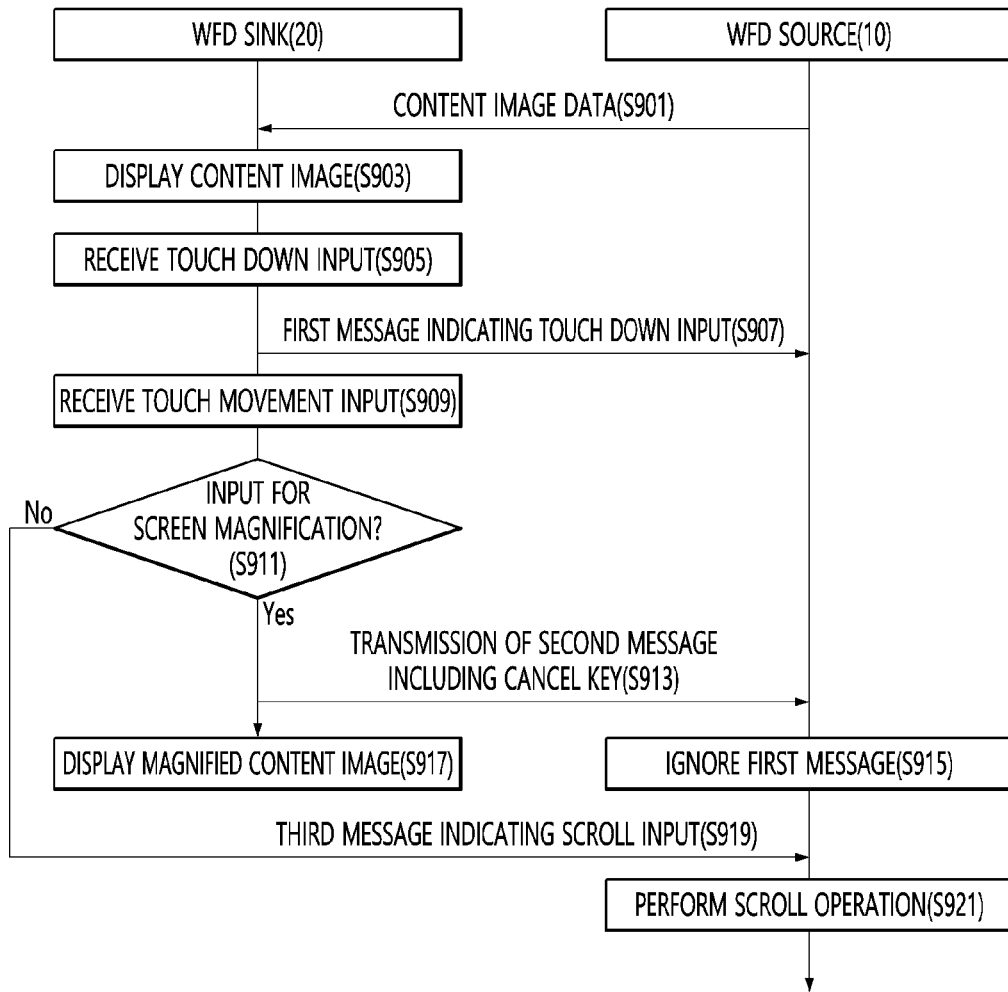 WFD SINK(20)
WFD SOURCE(10)
CONTENT IMAGE DATA(S901)
DISPLAY CONTENT IMAGE(S903)
RECEIVE TOUCH DOWN INPUT(S905)
FIRST MESSAGE INDICATING TOUCH DOWN INPUT(S907)
RECEIVE TOUCH MOVEMENT INPUT(S909)
INPUT FOR
SCREEN MAGNIFICATION?
(S911)
No
Yes
TRANSMISSION OF SECOND MESSAGE
INCLUDING CANCEL KEY(S913)
DISPLAY MAGNIFIED CONTENT IMAGE(S917)
IGNORE FIRST MESSAGE(S915)
THIRD MESSAGE INDICATING SCROLL INPUT(S919)
PERFORM SCROLL OPERATION(S921)